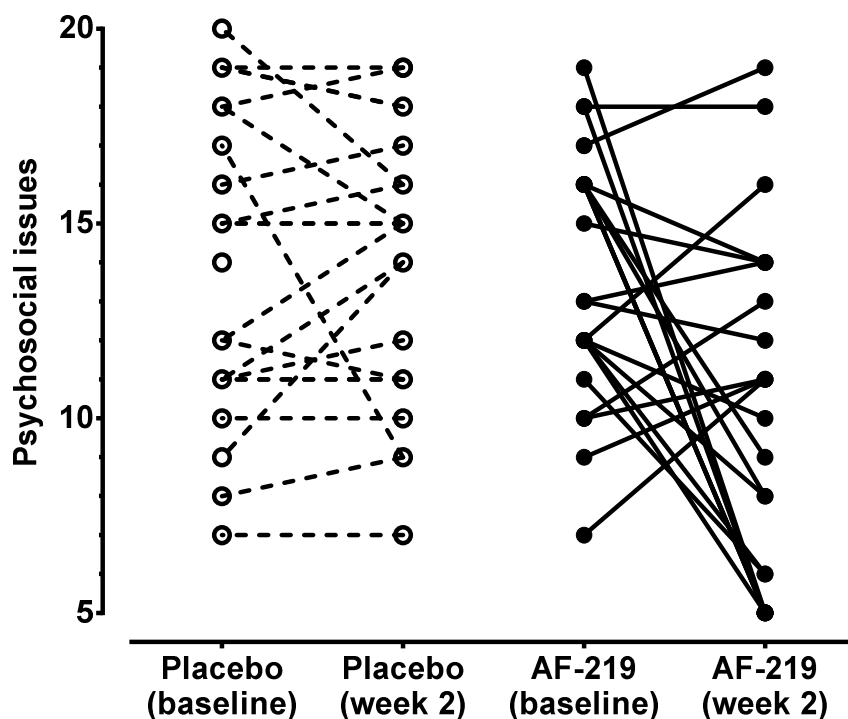 Psychosocial issues
20
15
10
5
Placebo (baseline)
Placebo (week 2)
AF-219 (baseline)
AF-219 (week 2)